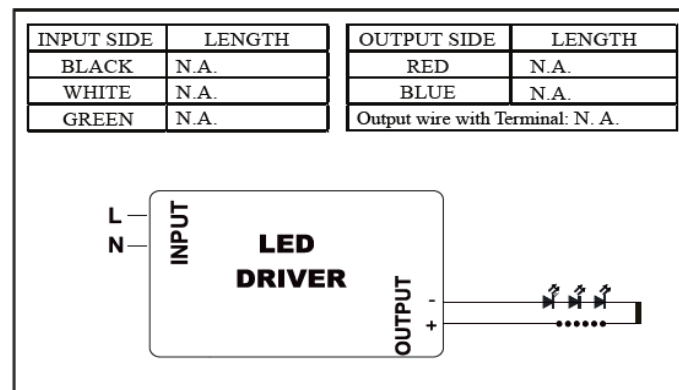 INPUT SIDE LENGTH
BLACK N.A.
WHITE N.A.
GREEN N.A.
OUTPUT SIDE LENGTH
RED N.A.
BLUE N.A.
Output wire with Terminal: N. A.
L
N
INPUT
LED
DRIVER
OUTPUT
-
+